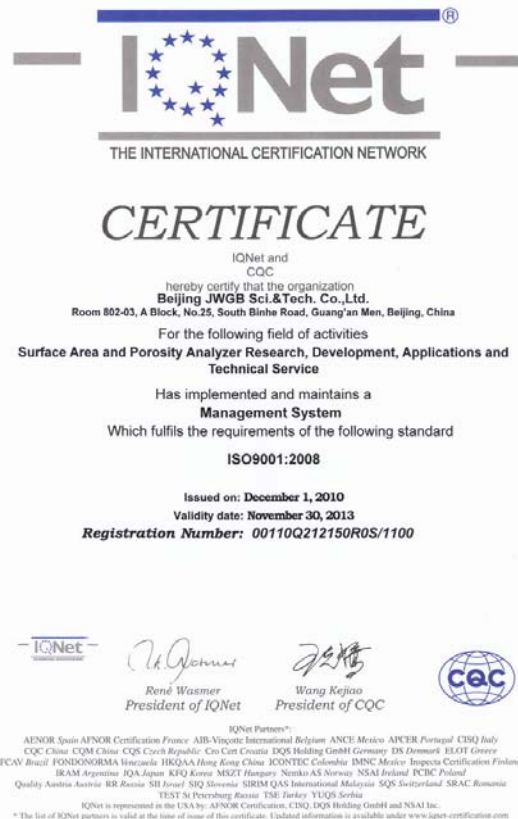 IQNet ®
THE INTERNATIONAL CERTIFICATION NETWORK
CERTIFICATE
IQNet and
CQC
hereby certify that the organization
Beijing JWGB Sci.&Tech. Co.,Ltd.
Room 802-03, A Block, No.25, South Binhe Road, Guang'an Men, Beijing, China
For the following field of activities
Surface Area and Porosity Analyzer Research, Development, Applications and
Technical Service
Has implemented and maintains a
Management System
Which fulfils the requirements of the following standard
ISO9001:2008
Issued on: December 1, 2010
Validity date: November 30, 2013
Registration Number: 00110Q212150R0S/1100
IQNet
René Wasmer
President of IQNet
Wang Kejiao
President of CQC
CQC
IQNet Partners*:
AENOR Spain AFNOR Certification France AIB-Vinçotte International Belgium ANCE Mexico APCER Portugal CISQ Italy
CQC China CQM China CQS Czech Republic Cro Cert Croatia DQS Holding GmbH Germany DS Denmark ELOT Greece
FCAV Brazil FONDONORMA Venezuela HKQAA Hong Kong China ICONTEC Colombia IMNC Mexico Inspecta Certification Finland
IRAM Argentina JQA Japan KFQ Korea MSZT Hungary Nemko AS Norway NSAI Ireland PCBC Poland
Quality Austria Austria RR Russia SII Israel SIQ Slovenia SIRIM QAS International Malaysia SQS Switzerland SRAC Romania
TEST St Petersburg Russia TSE Turkey YUQS Serbia
IQNet is represented in the USA by: AFNOR Certification, CISQ, DQS Holding GmbH and NSAI Inc.
* The list of IQNet partners is valid at the time of issue of this certificate. Updated information is available under www.iqnet-certification.com